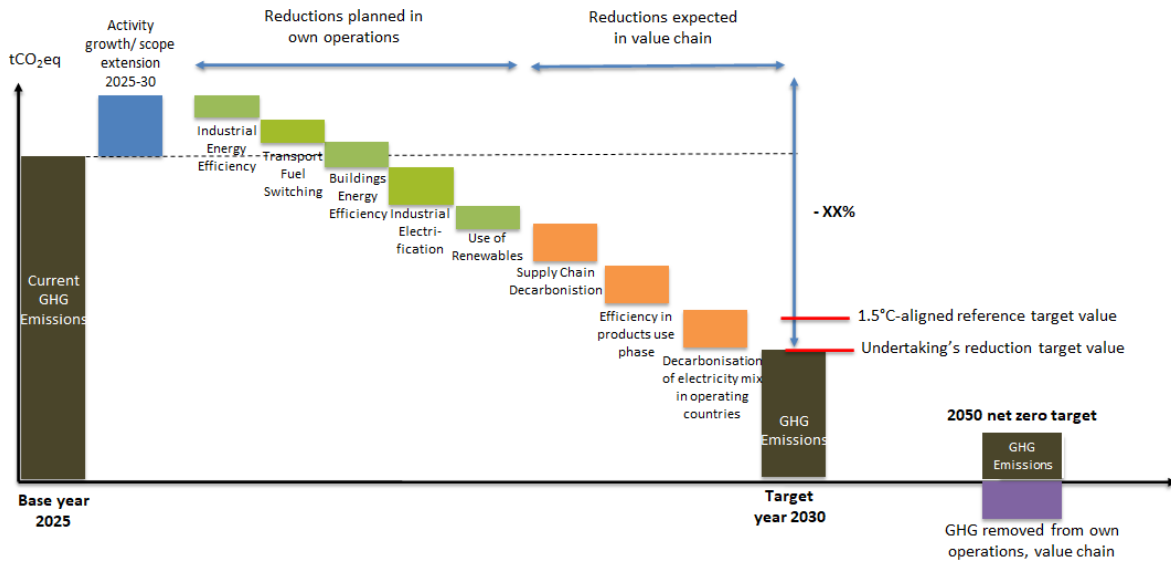 tCO2eq
Activity
growth/ scope
extension
2025-30
Reductions planned in
own operations
Reductions expected
in value chain
Industrial
Energy
Efficiency
Transport
Fuel
Switching
Buildings
Energy
Efficiency
Industrial
Electri-
fication
Use of
Renewables
Supply Chain
Decarbonistion
Efficiency in
products use
phase
Decarbonisation
of electricity mix
in operating
countries
- XX%
1.5°C-aligned reference target value
Undertaking's reduction target value
Current
GHG
Emissions
GHG
Emissions
2050 net zero target
GHG
Emissions
Base year
2025
Target
year 2030
GHG removed from own
operations, value chain